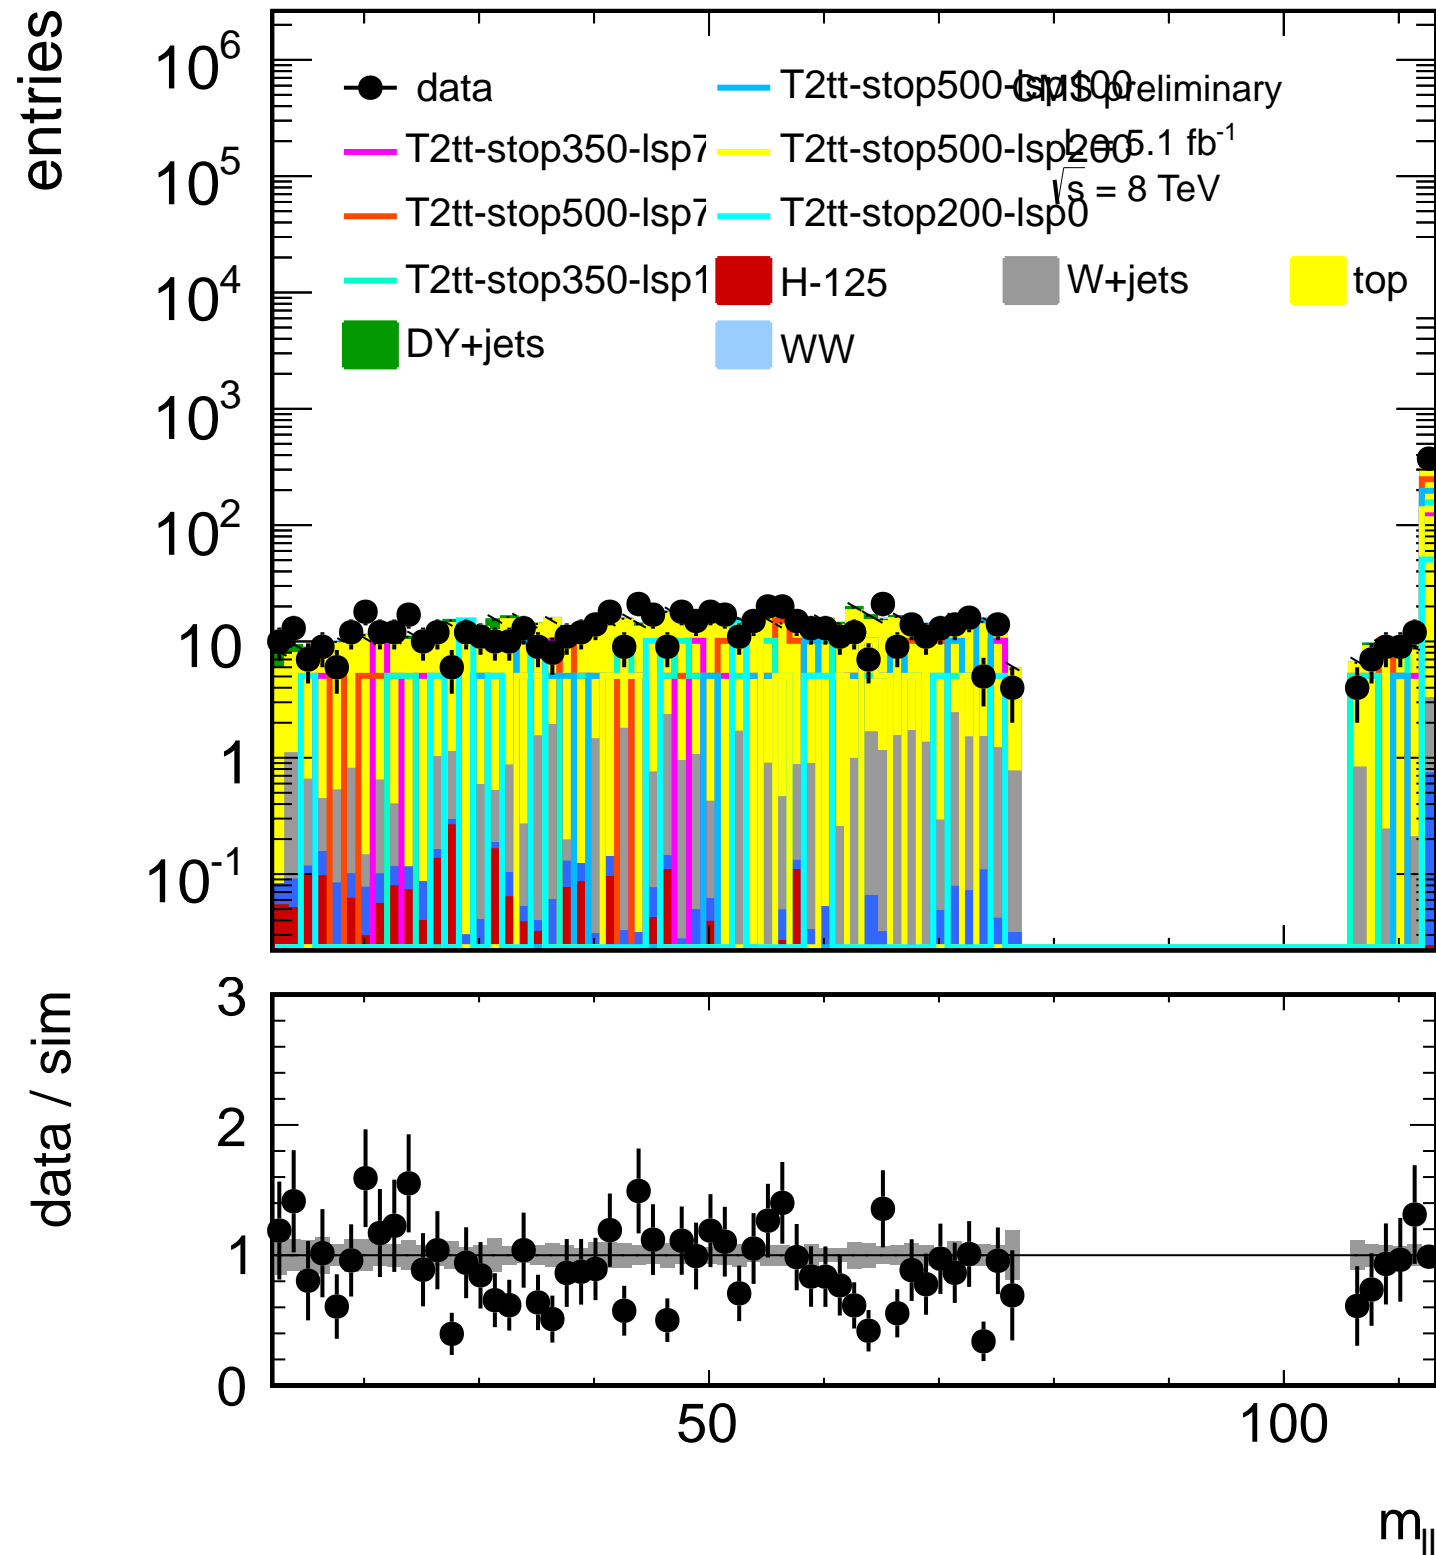 entries
10^6
10^5
10^4
10^3
10^2
10
1
10^-1
data
T2tt-stop500-lsp100
CMS preliminary
T2tt-stop350-lsp7
T2tt-stop500-lsp200
L = 5.1 fb^-1
T2tt-stop500-lsp7
T2tt-stop200-lsp0
√s = 8 TeV
T2tt-stop350-lsp1
H-125
W+jets
top
DY+jets
WW
data / sim
3
2
1
0
50
100
m_ll